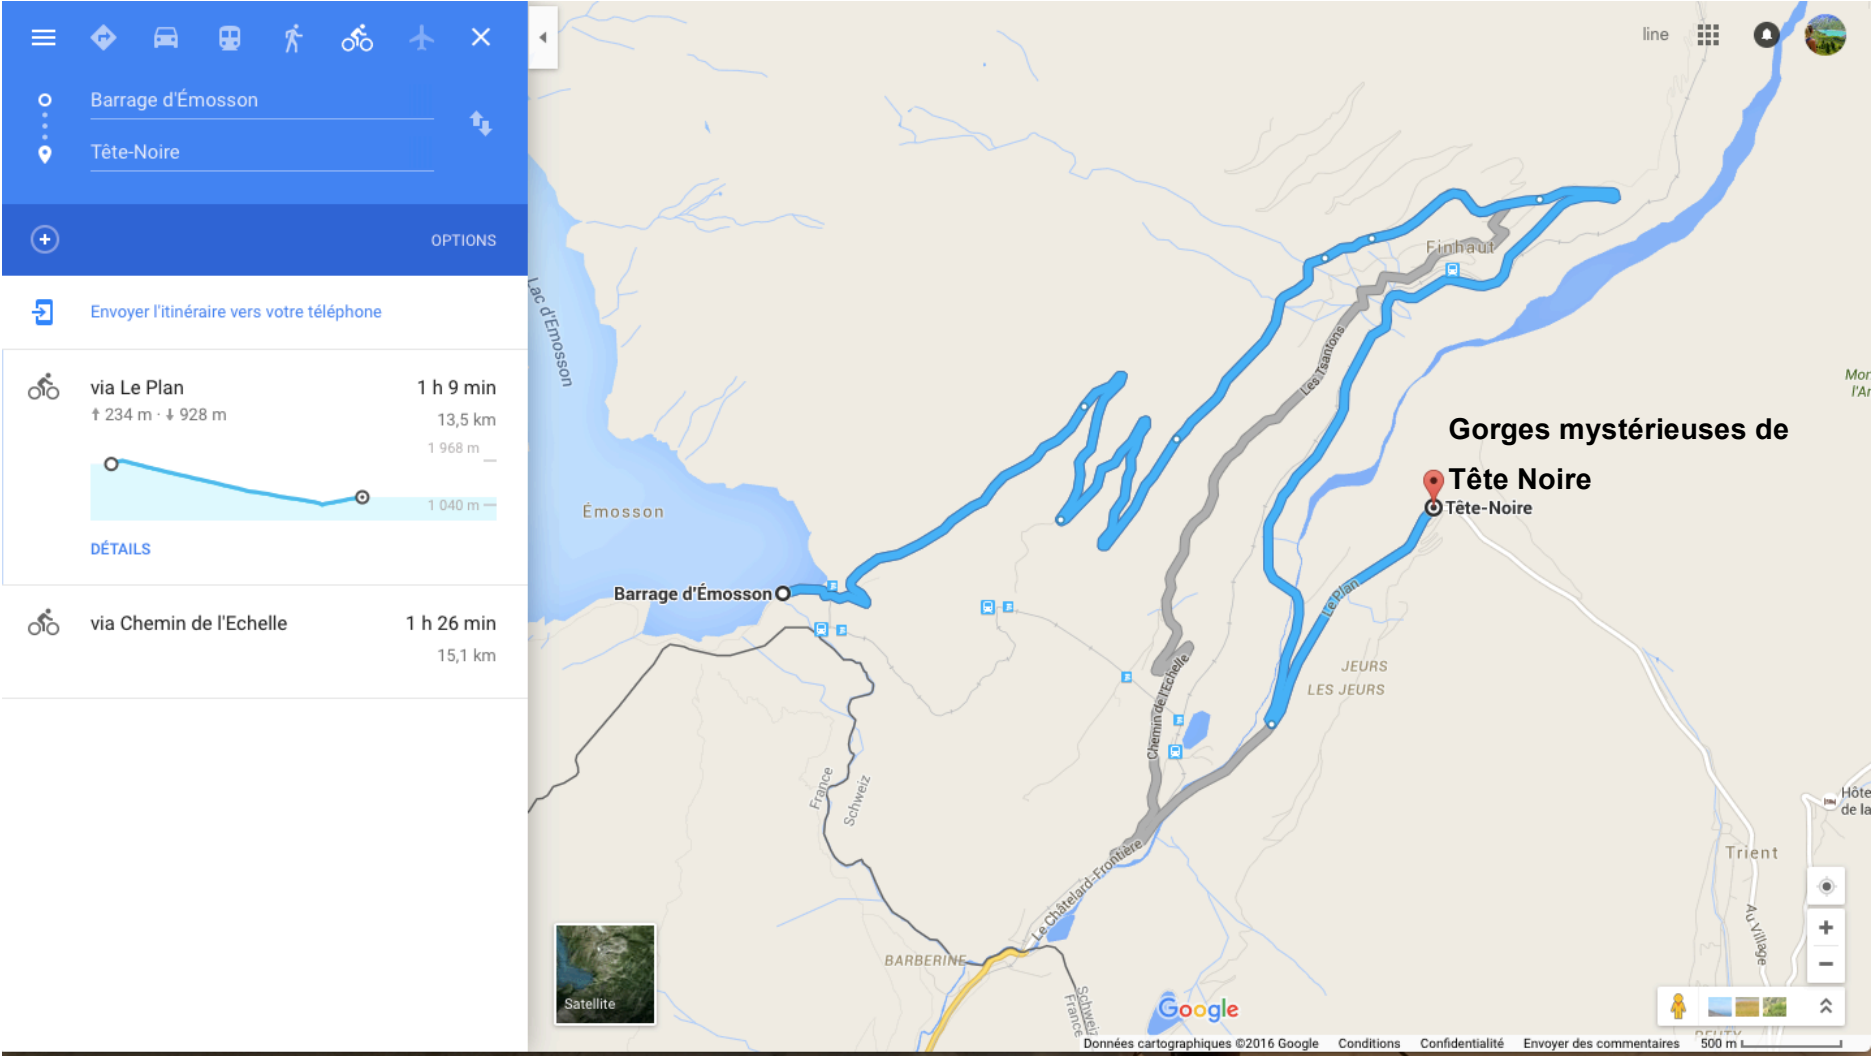 Barrage d'Émosson
Tête-Noire
OPTIONS
Envoyer l'itinéraire vers votre téléphone
via Le Plan
1 h 9 min
234 m · 928 m
13,5 km
1 968 m
1 040 m
DÉTAILS
via Chemin de l'Echelle
1 h 26 min
15,1 km
line
Lac d'Emosson
Finhaut
Les Tsantons
Gorges mystérieuses de
Tête Noire
Tête-Noire
Émosson
Barrage d'Émosson
Le Plan
JEURS
LES JEURS
Chemin de l'Echelle
France
Schweiz
Hôte
de la
Trient
Au Village
Le Châtelard-Frontière
BARBERINE
Schweiz
France
Satellite
Google
Données cartographiques ©2016 Google
Conditions
Confidentialité
Envoyer des commentaires
500 m